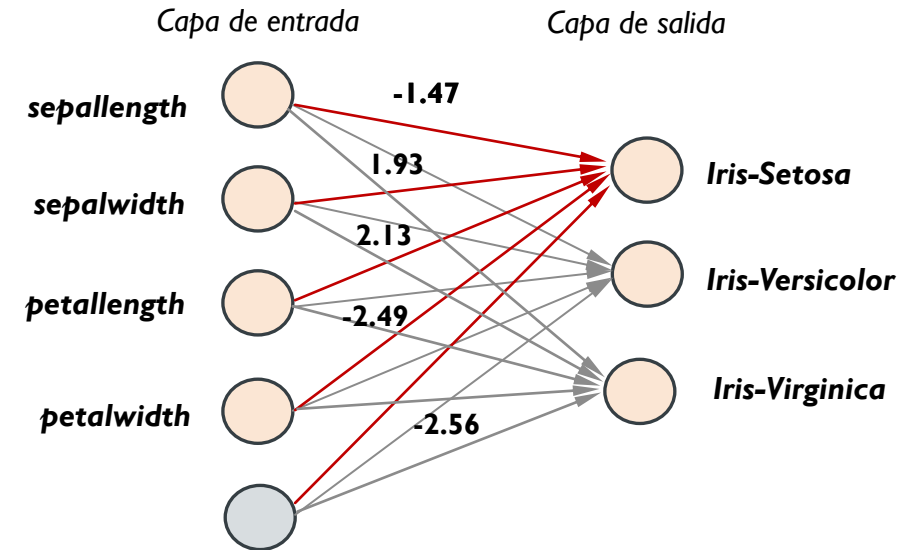 Capa de entrada
Capa de salida
sepallength
-1.47
1.93
Iris-Setosa
sepalwidth
2.13
Iris-Versicolor
petallength
-2.49
Iris-Virginica
petalwidth
-2.56